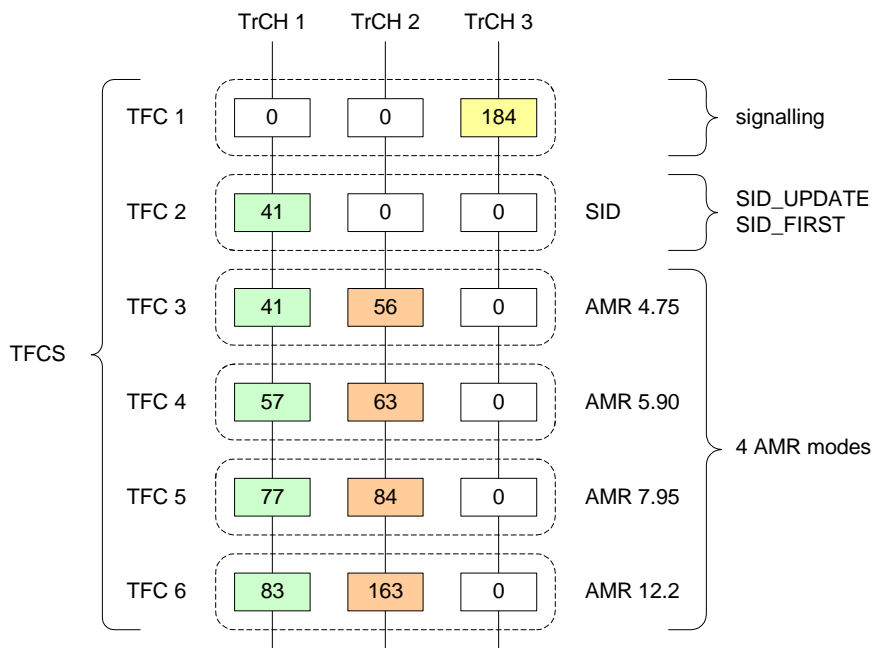 TrCH 1 TrCH 2 TrCH 3
TFC 1 0 0 184 signalling
TFC 2 41 0 0 SID SID_UPDATE
SID_FIRST
TFC 3 41 56 0 AMR 4.75
TFCS
TFC 4 57 63 0 AMR 5.90
4 AMR modes
TFC 5 77 84 0 AMR 7.95
TFC 6 83 163 0 AMR 12.2